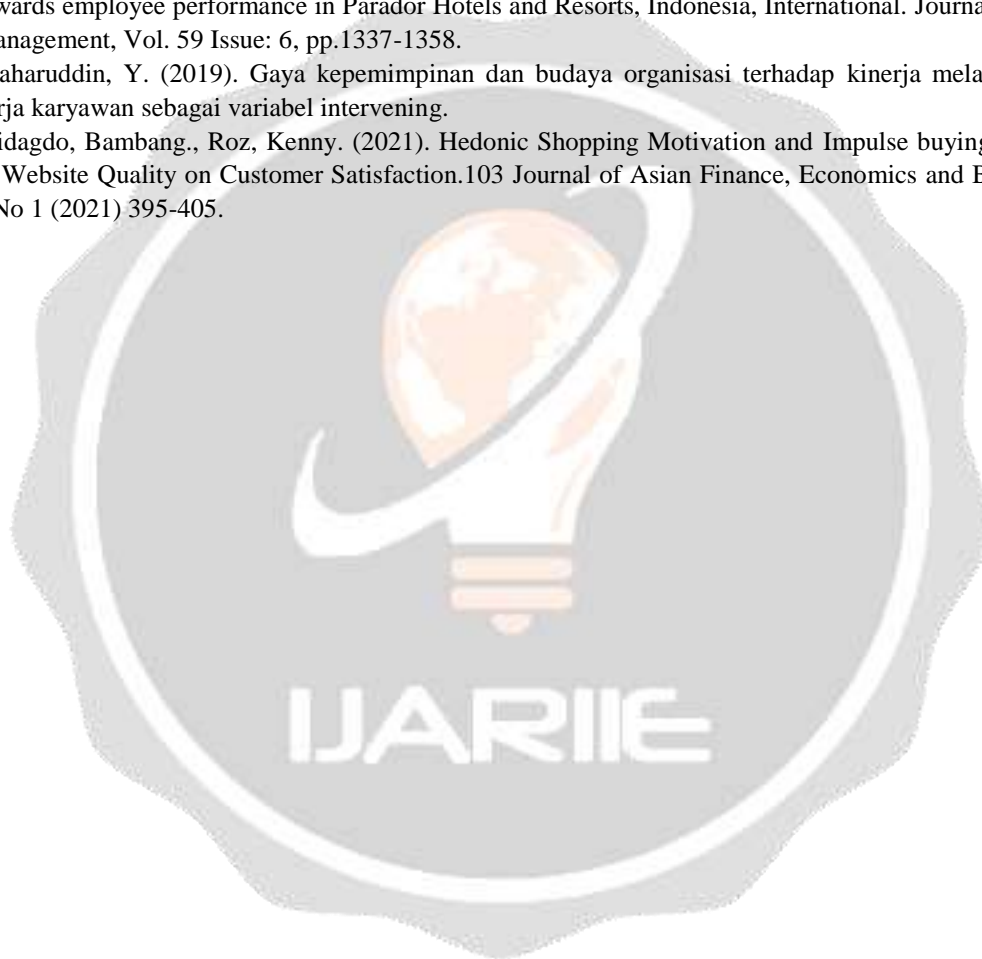 wards employee performance in Parador Hotels and Resorts, Indonesia, International. Journa
anagement, Vol. 59 Issue: 6, pp.1337-1358.
aharuddin, Y. (2019). Gaya kepemimpinan dan budaya organisasi terhadap kinerja mela
rja karyawan sebagai variabel intervening.
idagdo, Bambang., Roz, Kenny. (2021). Hedonic Shopping Motivation and Impulse buying
Website Quality on Customer Satisfaction.103 Journal of Asian Finance, Economics and B
No 1 (2021) 395-405.
IJARIIE